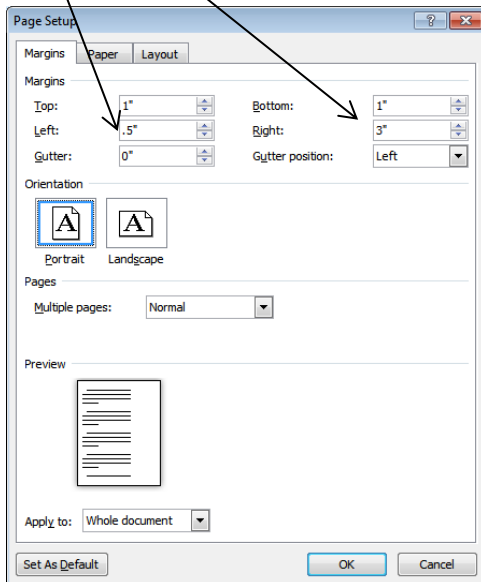 Page Setup
Margins Paper Layout
Margins
Top: 1" Bottom: 1"
Left: .5" Right: 3"
Gutter: 0" Gutter position: Left
Orientation
A A
Portrait Landscape
Pages
Multiple pages: Normal
Preview
Apply to: Whole document
Set As Default OK Cancel